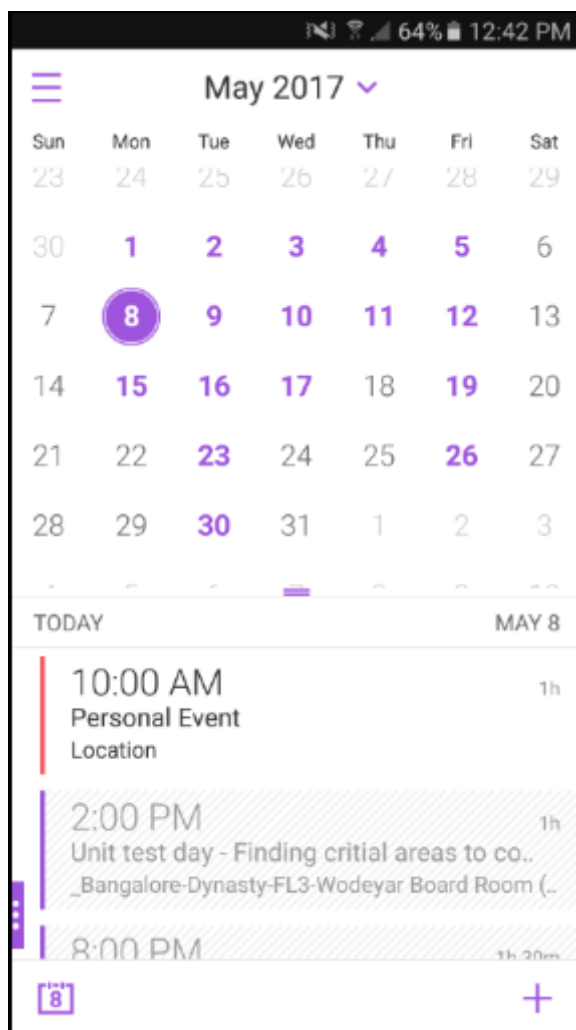 64% 12:42 PM
May 2017
Sun Mon Tue Wed Thu Fri Sat
23 24 25 26 27 28 29
30 1 2 3 4 5 6
7 8 9 10 11 12 13
14 15 16 17 18 19 20
21 22 23 24 25 26 27
28 29 30 31 1 2 3
TODAY MAY 8
10:00 AM 1h
Personal Event
Location
2:00 PM 1h
Unit test day - Finding critial areas to co..
_Bangalore-Dynasty-FL3-Wodeyar Board Room (..
8:00 PM 1h 30m
8